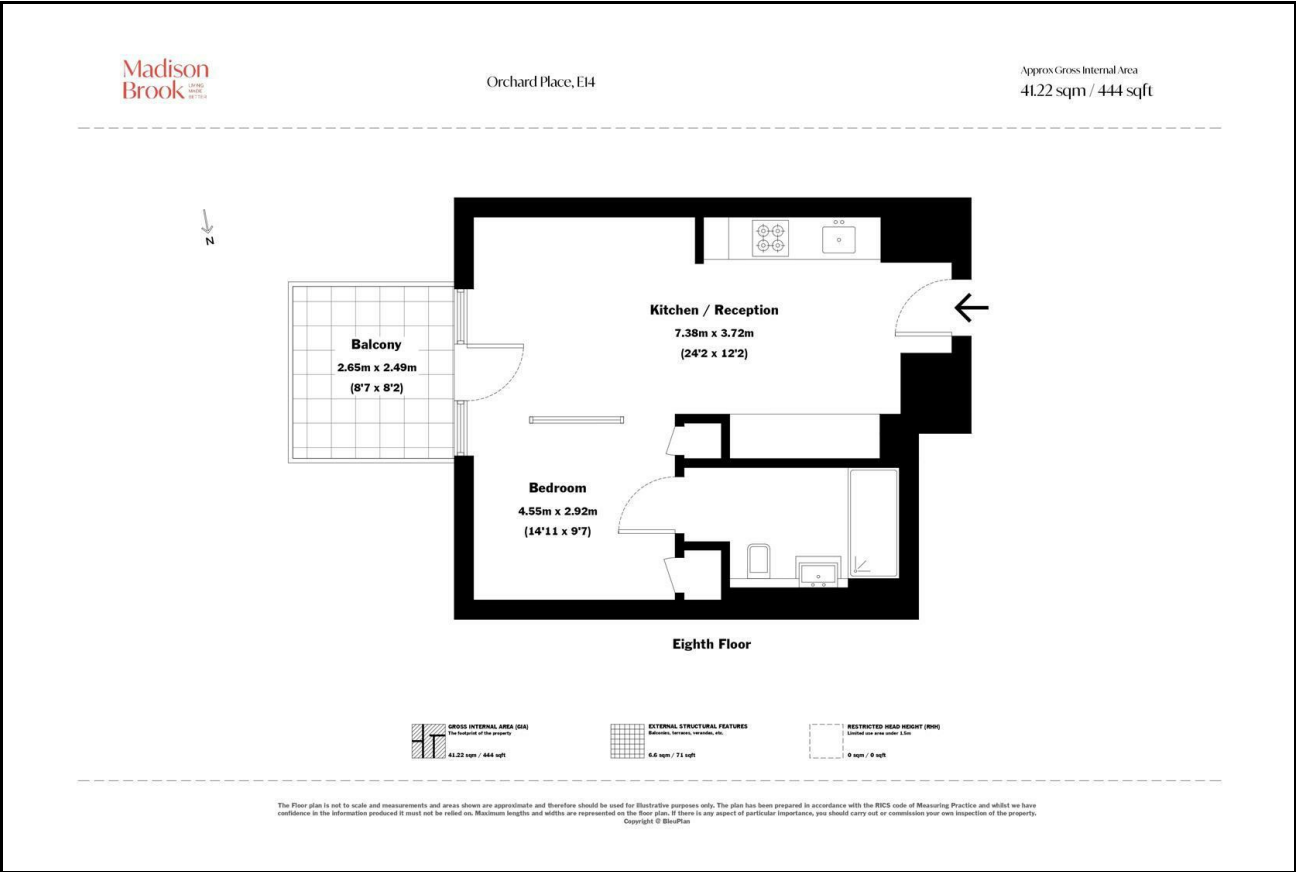 Madison
Brook LIVING
MADE
BETTER
Orchard Place, E14
Approx Gross Internal Area
41.22 sqm / 444 sqft
N
Kitchen / Reception
7.38m x 3.72m
(24'2 x 12'2)
Balcony
2.65m x 2.49m
(8'7 x 8'2)
Bedroom
4.55m x 2.92m
(14'11 x 9'7)
Eighth Floor
GROSS INTERNAL AREA (GIA)
The footprint of the property
41.22 sqm / 444 sqft
EXTERNAL STRUCTURAL FEATURES
Balconies, terraces, verandas, etc.
6.6 sqm / 71 sqft
RESTRICTED HEAD HEIGHT (RHH)
Limited use area under 1.5m
0 sqm / 0 sqft
The Floor plan is not to scale and measurements and areas shown are approximate and therefore should be used for illustrative purposes only. The plan has been prepared in accordance with the RICS code of Measuring Practice and whilst we have
confidence in the information produced it must not be relied on. Maximum lengths and widths are represented on the floor plan. If there is any aspect of particular importance, you should carry out or commission your own inspection of the property.
Copyright @ BleuPlan